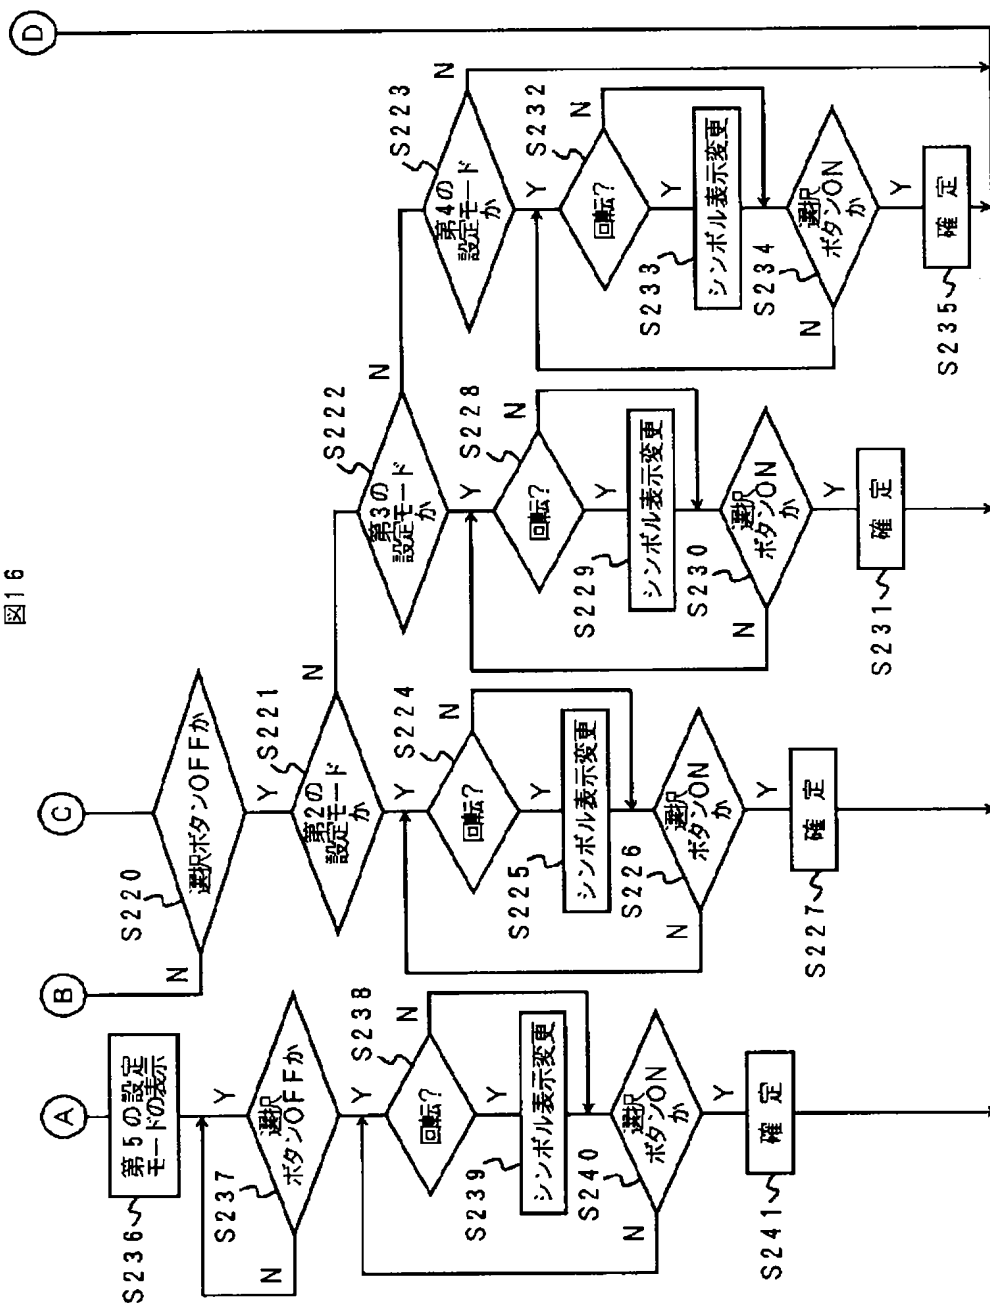 図16
A
B
C
D
S236
第5の設定
モードの表示
S237
選択
ボタンOFFか
Y
N
S238
回転?
Y
N
S239
シンボル表示変更
S240
選択
ボタンONか
Y
N
S241
確定
S220
選択ボタンOFFか
N
Y
S221
第2の
設定モード
か
N
Y
S224
回転?
N
Y
S225
シンボル表示変更
S226
選択
ボタンON
か
N
Y
S227
確定
S222
第3の
設定モード
か
N
Y
S228
回転?
N
Y
S229
シンボル表示変更
S230
選択
ボタンON
か
N
Y
S231
確定
S223
第4の
設定モード
か
N
Y
S232
回転?
N
Y
S233
シンボル表示変更
S234
選択
ボタンON
か
N
Y
S235
確定